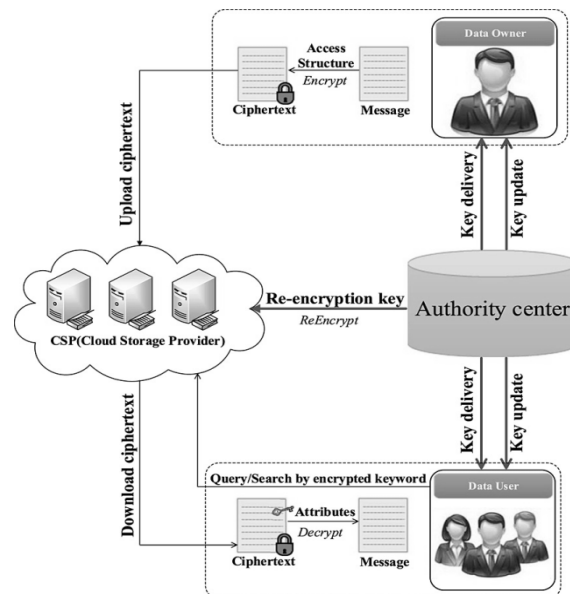 Data Owner
Access
Structure
Encrypt
Ciphertext
Message
Upload ciphertext
Key delivery
Key update
CSP(Cloud Storage Provider)
Re-encryption key
ReEncrypt
Authority center
Download ciphertext
Key delivery
Key update
Query/Search by encrypted keyword
Data User
Attributes
Decrypt
Ciphertext
Message